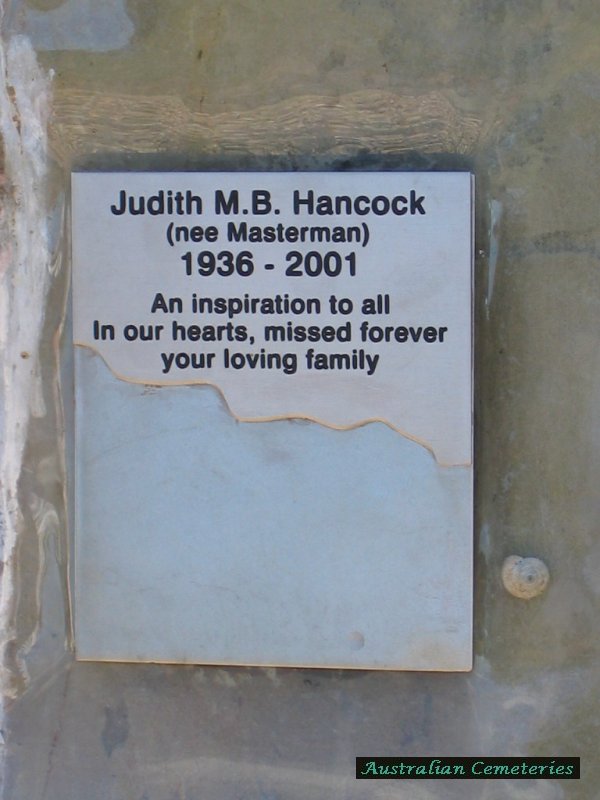 Judith M.B. Hancock
(nee Masterman)
1936 - 2001
An inspiration to all
In our hearts, missed forever
your loving family
Australian Cemeteries